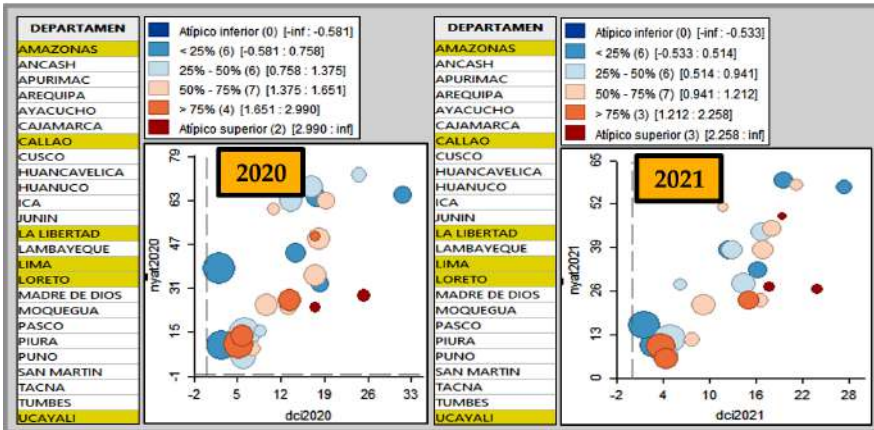 DEPARTAMEN
AMAZONAS
ANCASH
APURIMAC
AREQUIPA
AYACUCHO
CAJAMARCA
CALLAO
CUSCO
HUANCAVELICA
HUANUCO
ICA
JUNIN
LA LIBERTAD
LAMBAYEQUE
LIMA
LORETO
MADRE DE DIOS
MOQUEGUA
PASCO
PIURA
PUNO
SAN MARTIN
TACNA
TUMBES
UCAYALI
Atípico inferior (0) [-inf : -0.581]
< 25% (6) [-0.581 : 0.758]
25% - 50% (6) [0.758 : 1.375]
50% - 75% (7) [1.375 : 1.651]
> 75% (4) [1.651 : 2.990]
Atípico superior (2) [2.990 : inf]
2020
nyat2020
79
63
47
31
15
-1
-2
5
12
19
26
33
dci2020
DEPARTAMEN
AMAZONAS
ANCASH
APURIMAC
AREQUIPA
AYACUCHO
CAJAMARCA
CALLAO
CUSCO
HUANCAVELICA
HUANUCO
ICA
JUNIN
LA LIBERTAD
LAMBAYEQUE
LIMA
LORETO
MADRE DE DIOS
MOQUEGUA
PASCO
PIURA
PUNO
SAN MARTIN
TACNA
TUMBES
UCAYALI
Atípico inferior (0) [-inf : -0.533]
< 25% (6) [-0.533 : 0.514]
25% - 50% (6) [0.514 : 0.941]
50% - 75% (7) [0.941 : 1.212]
> 75% (3) [1.212 : 2.258]
Atípico superior (3) [2.258 : inf]
2021
nyat2021
65
52
39
26
13
0
-2
4
10
16
22
28
dci2021